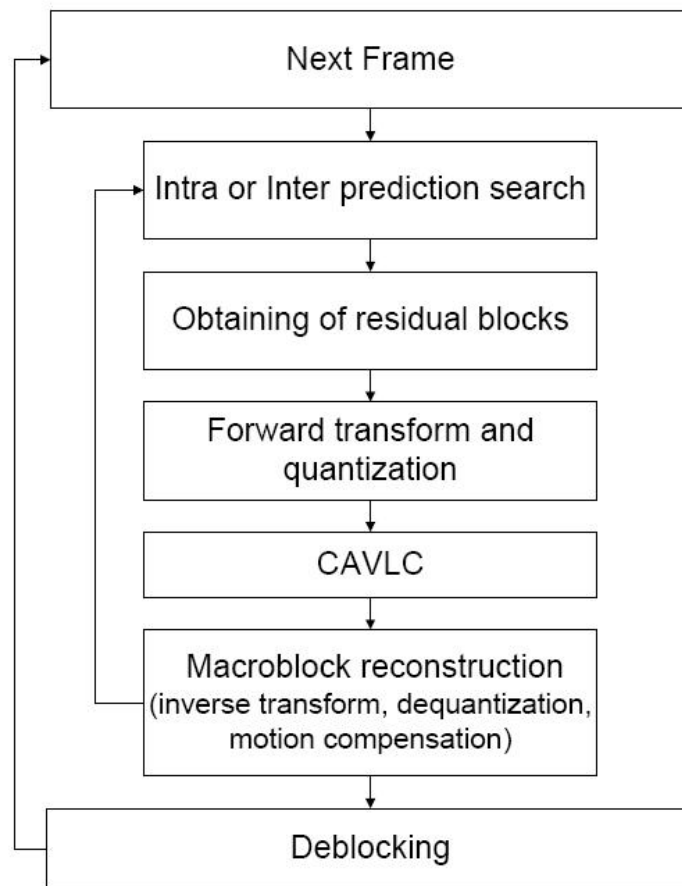 Next Frame
Intra or Inter prediction search
Obtaining of residual blocks
Forward transform and
quantization
CAVLC
Macroblock reconstruction
(inverse transform, dequantization,
motion compensation)
Deblocking